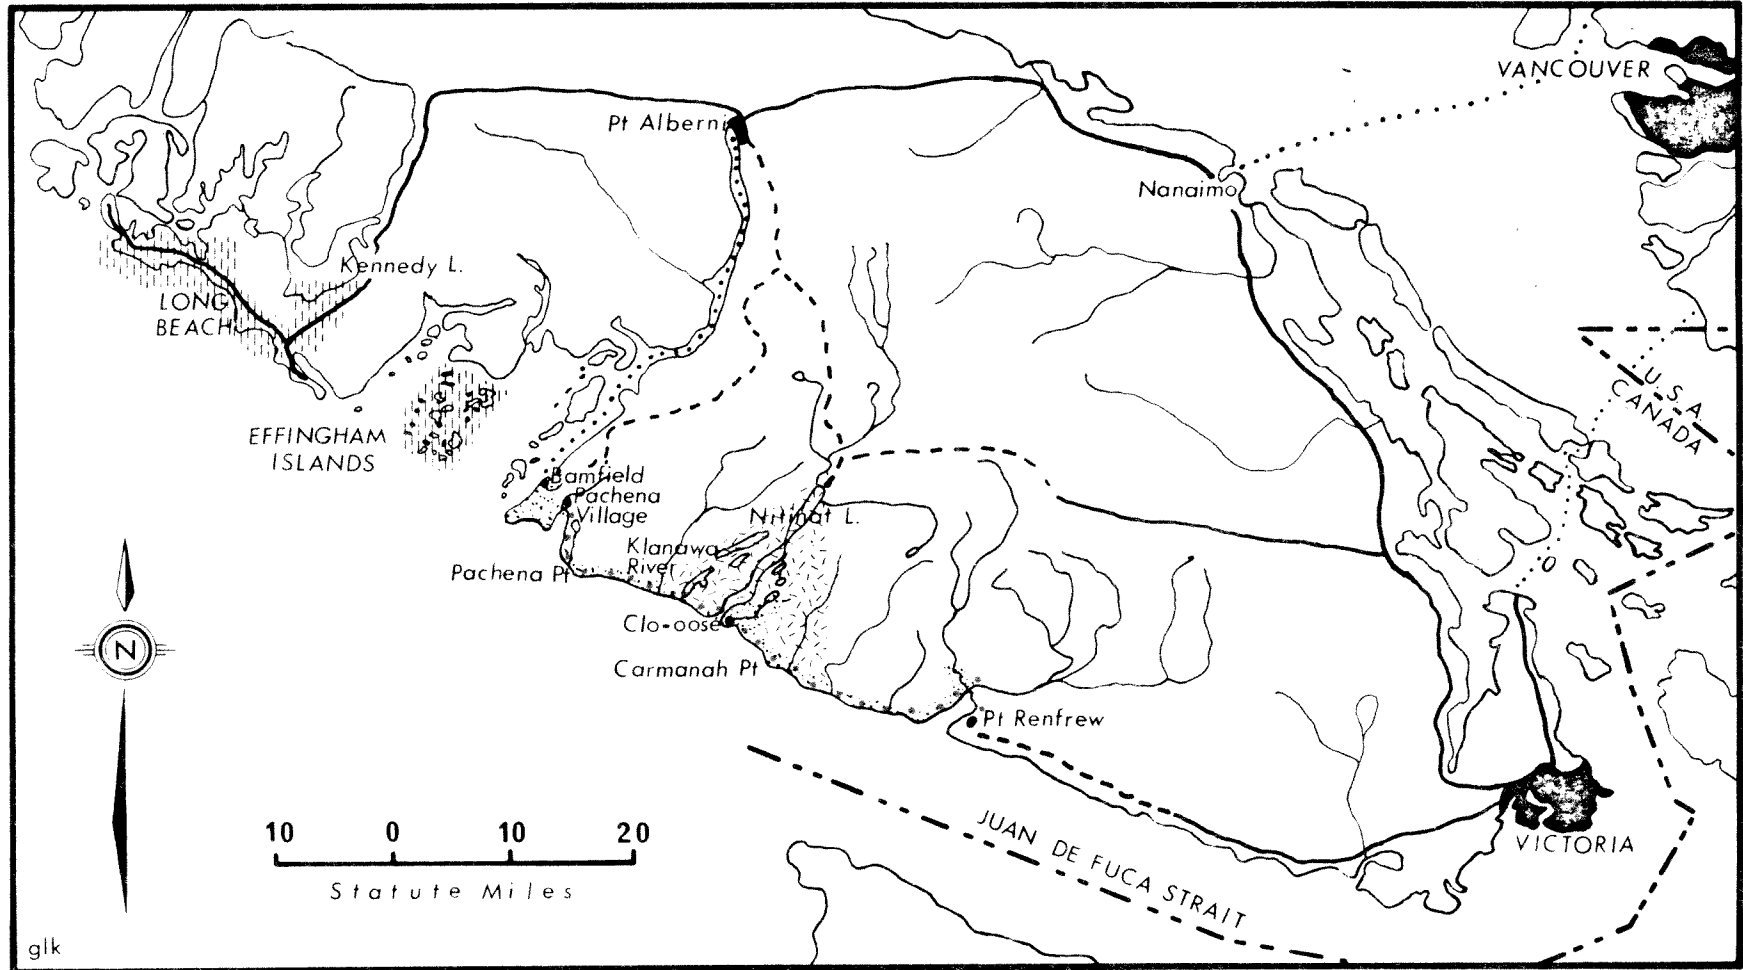 VANCOUVER
Pt Alberni
Nanaimo
Kennedy L.
LONG
BEACH
U.S.A.
CANADA
EFFINGHAM
ISLANDS
Bamfield
Pachena
Village
Nitinat L.
Klanawa
River
Pachena Pt
Clo-oose
Carmanah Pt
Pt Renfrew
N
JUAN DE FUCA STRAIT
VICTORIA
10 0 10 20
Statute Miles
glk